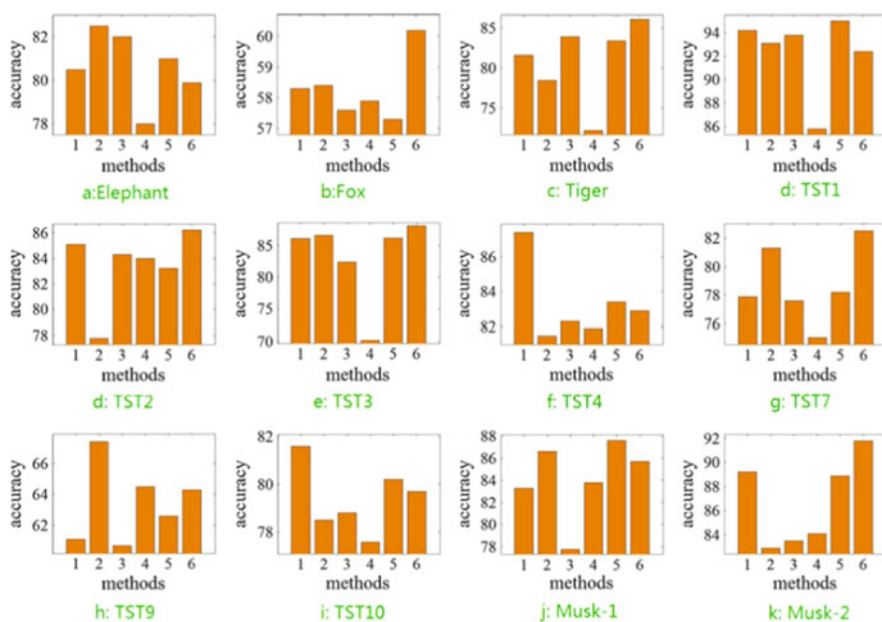 accuracy
82
80
78
1 2 3 4 5 6
methods
a:Elephant
accuracy
60
58
57
1 2 3 4 5 6
methods
b:Fox
accuracy
85
80
75
1 2 3 4 5 6
methods
c: Tiger
accuracy
94
92
90
88
86
1 2 3 4 5 6
methods
d: TST1
accuracy
86
84
82
80
78
1 2 3 4 5 6
methods
d: TST2
accuracy
85
80
75
70
1 2 3 4 5 6
methods
e: TST3
accuracy
86
84
82
1 2 3 4 5 6
methods
f: TST4
accuracy
82
80
78
76
1 2 3 4 5 6
methods
g: TST7
accuracy
66
64
62
1 2 3 4 5 6
methods
h: TST9
accuracy
82
80
78
1 2 3 4 5 6
methods
i: TST10
accuracy
88
86
84
82
80
78
1 2 3 4 5 6
methods
j: Musk-1
accuracy
92
90
88
86
84
1 2 3 4 5 6
methods
k: Musk-2